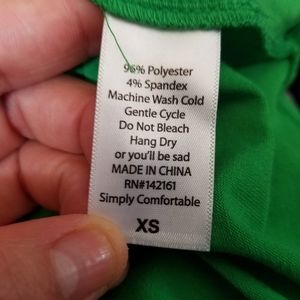 96% Polyester
4% Spandex
Machine Wash Cold
Gentle Cycle
Do Not Bleach
Hang Dry
or you'll be sad
MADE IN CHINA
RN#142161
Simply Comfortable
XS